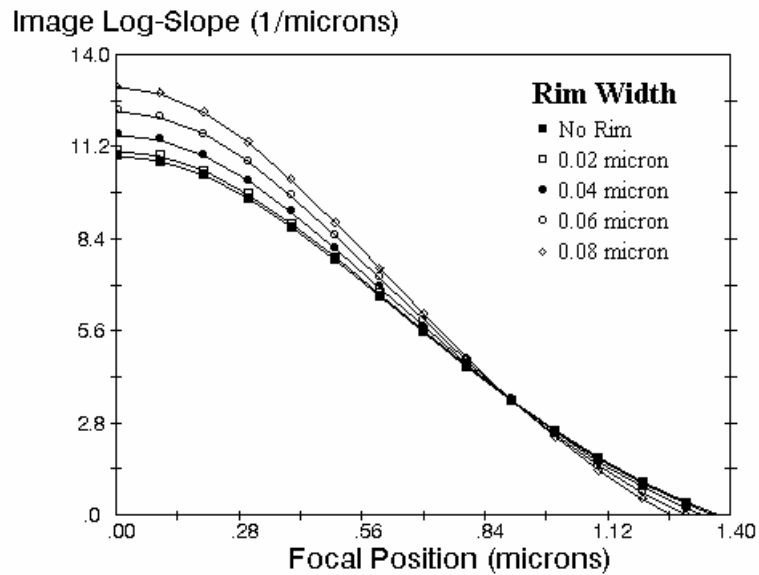 Image Log-Slope (1/microns)
14.0
11.2
8.4
5.6
2.8
.0
Rim Width
No Rim
0.02 micron
0.04 micron
0.06 micron
0.08 micron
.00 .28 .56 .84 1.12 1.40
Focal Position (microns)